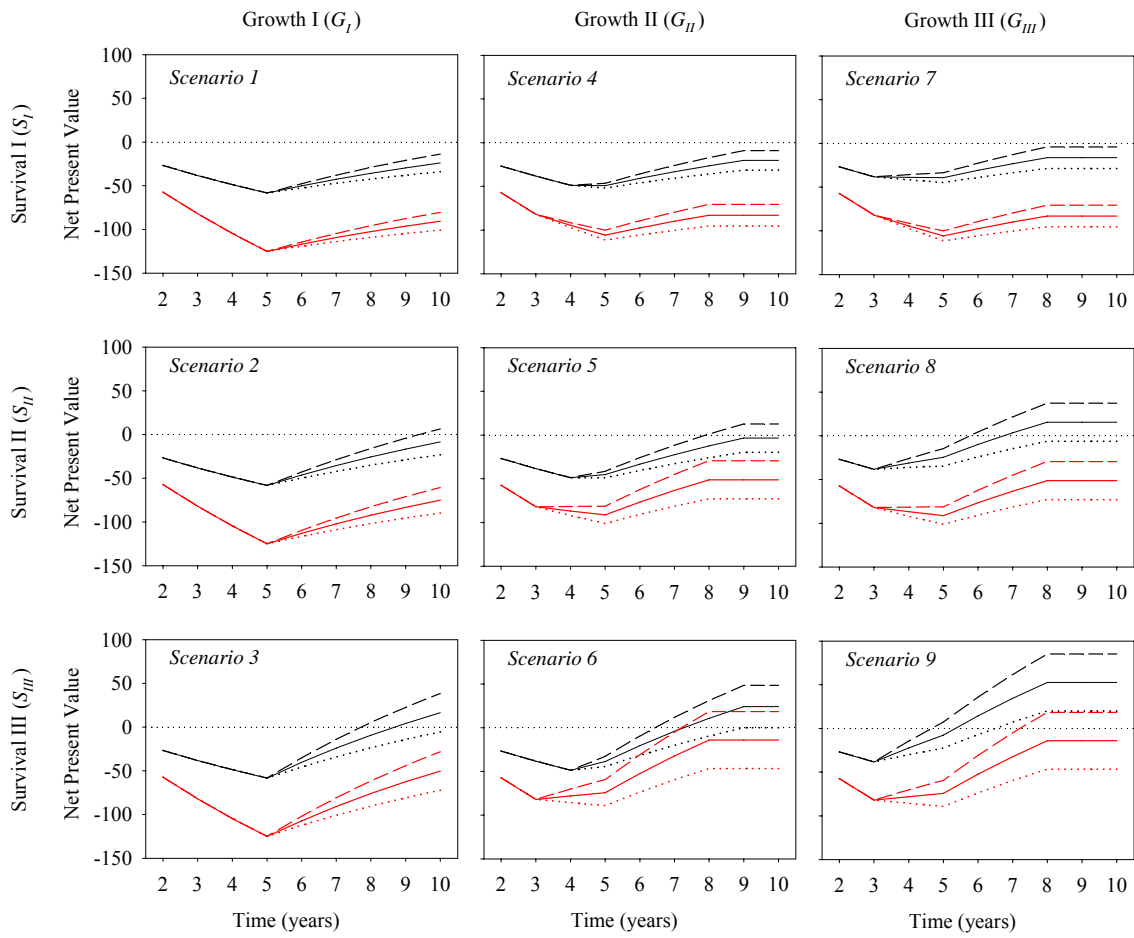 Growth I (G_I) Growth II (G_II) Growth III (G_III)
Survival I (S_I)
Net Present Value
100
50
0
-50
-100
-150
Scenario 1
2 3 4 5 6 7 8 9 10
Scenario 4
2 3 4 5 6 7 8 9 10
Scenario 7
2 3 4 5 6 7 8 9 10
Survival II (S_II)
Net Present Value
100
50
0
-50
-100
-150
Scenario 2
2 3 4 5 6 7 8 9 10
Scenario 5
2 3 4 5 6 7 8 9 10
Scenario 8
2 3 4 5 6 7 8 9 10
Survival III (S_III)
Net Present Value
100
50
0
-50
-100
-150
Scenario 3
2 3 4 5 6 7 8 9 10
Time (years)
Scenario 6
2 3 4 5 6 7 8 9 10
Time (years)
Scenario 9
2 3 4 5 6 7 8 9 10
Time (years)